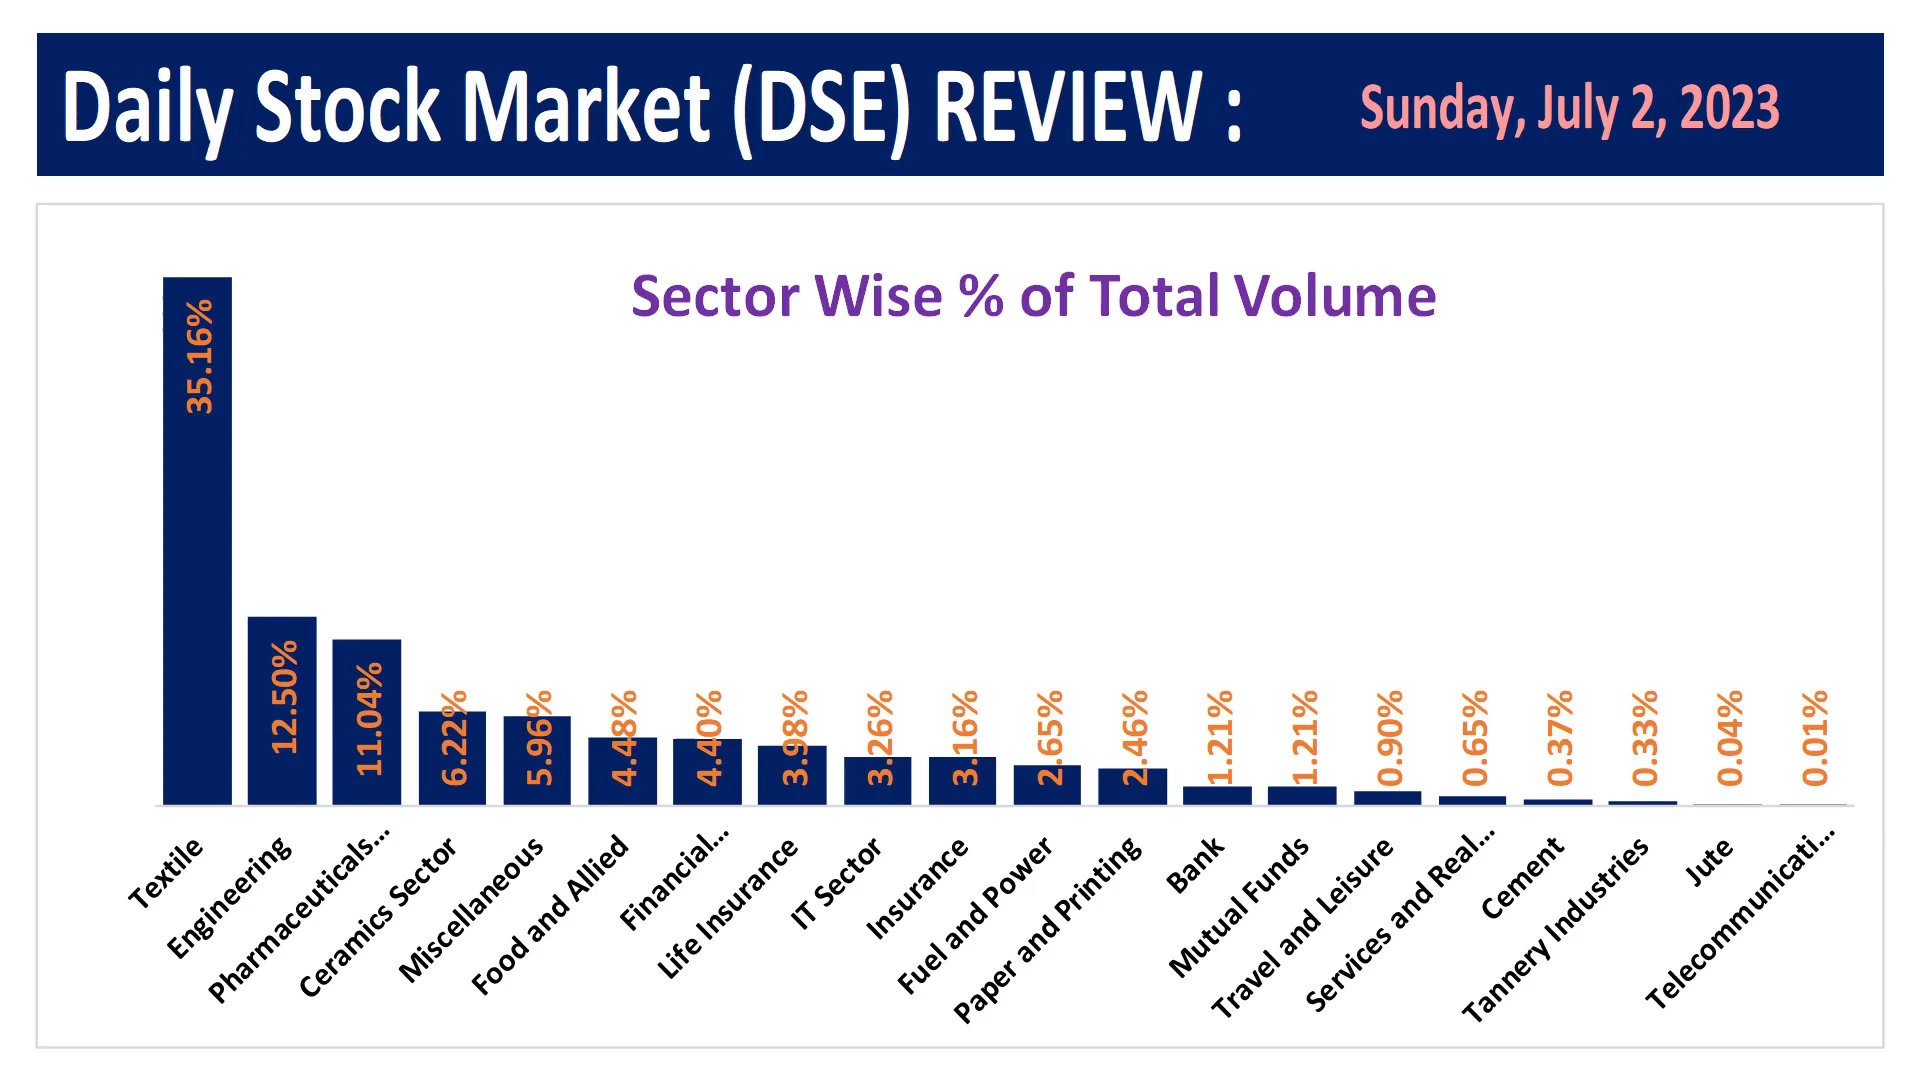 Daily Stock Market (DSE) REVIEW :
Sunday, July 2, 2023
Sector Wise % of Total Volume
35.16%
12.50%
11.04%
6.22%
5.96%
4.48%
4.40%
3.98%
3.26%
3.16%
2.65%
2.46%
1.21%
1.21%
0.90%
0.65%
0.37%
0.33%
0.04%
0.01%
Textile
Engineering
Pharmaceuticals...
Ceramics Sector
Miscellaneous
Food and Allied
Financial...
Life Insurance
IT Sector
Insurance
Fuel and Power
Paper and Printing
Bank
Mutual Funds
Travel and Leisure
Services and Real...
Cement
Tannery Industries
Jute
Telecommunicati...